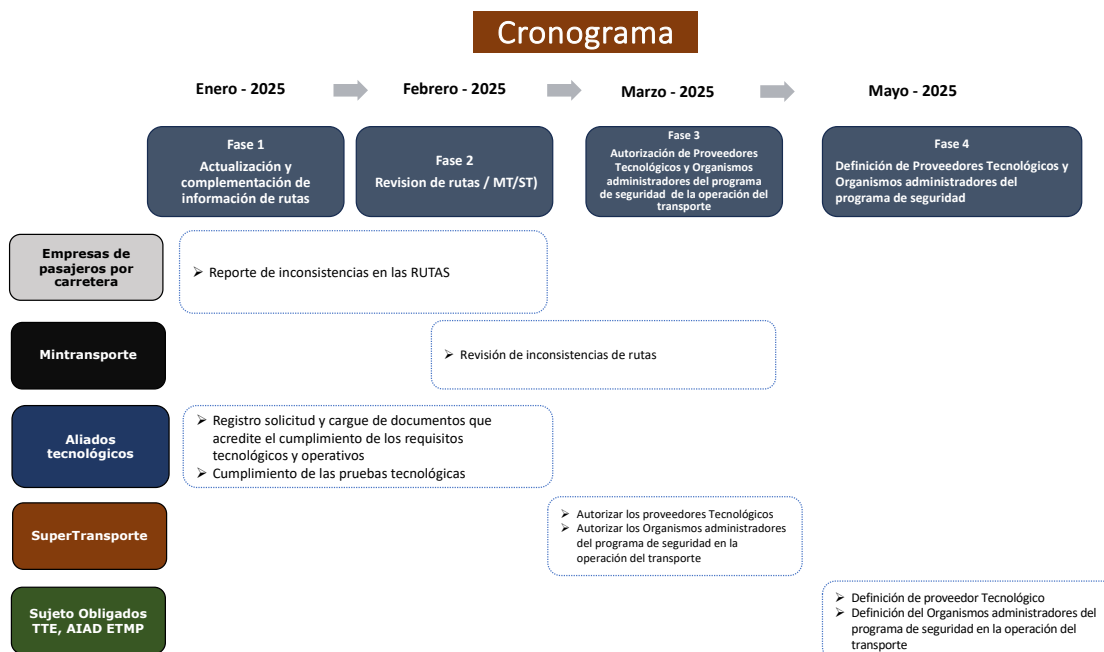 Cronograma
Enero - 2025
Febrero - 2025
Marzo - 2025
Mayo - 2025
Fase 1
Actualización y
complementación de
información de rutas
Fase 2
Revision de rutas / MT/ST)
Fase 3
Autorización de Proveedores
Tecnológicos y Organismos
administradores del programa
de seguridad de la operación del
transporte
Fase 4
Definición de Proveedores Tecnológicos y
Organismos administradores del
programa de seguridad
Empresas de
pasajeros por
carretera
➢ Reporte de inconsistencias en las RUTAS
Mintransporte
➢ Revisión de inconsistencias de rutas
Aliados
tecnológicos
➢ Registro solicitud y cargue de documentos que
acredite el cumplimiento de los requisitos
tecnológicos y operativos
➢ Cumplimiento de las pruebas tecnológicas
SuperTransporte
➢ Autorizar los proveedores Tecnológicos
➢ Autorizar los Organismos administradores
del programa de seguridad en la
operación del transporte
Sujeto Obligados
TTE, AIAD ETMP
➢ Definición de proveedor Tecnológico
➢ Definición del Organismos administradores del
programa de seguridad en la operación del
transporte